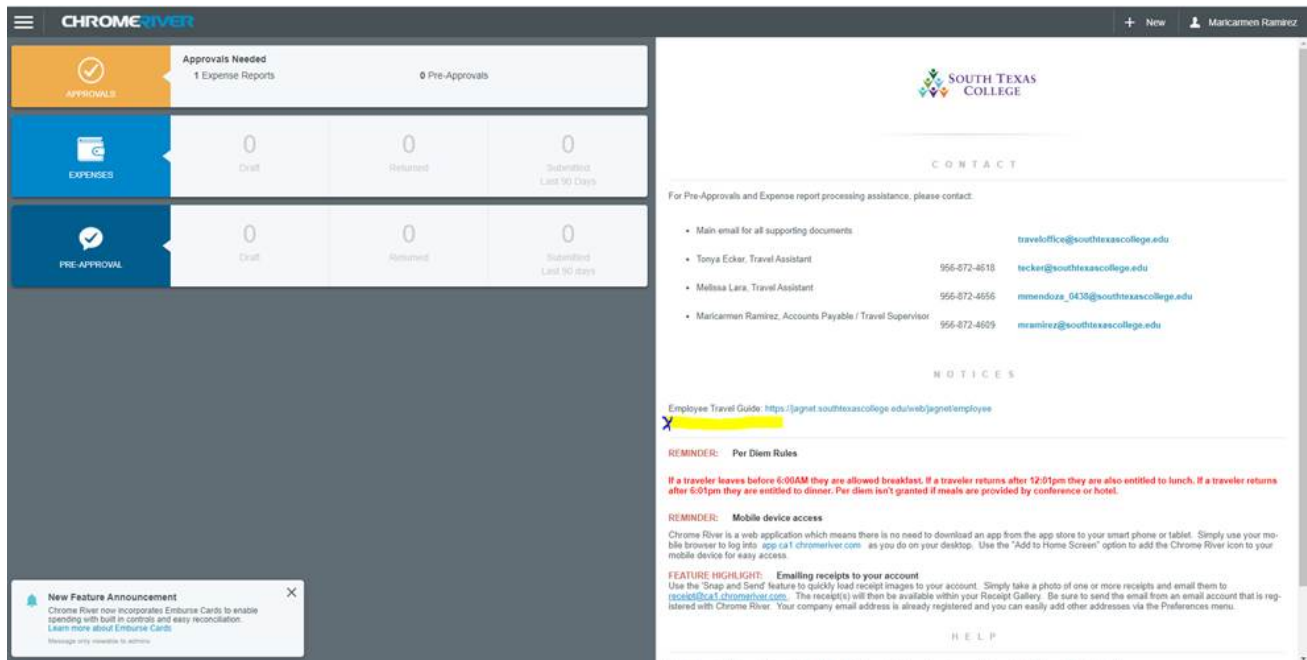 CHROMERIVER
+ New
Maricarmen Ramirez
APPROVALS
Approvals Needed
1 Expense Reports
0 Pre-Approvals
EXPENSES
0
Draft
0
Returned
0
Submitted
Last 90 Days
PRE-APPROVAL
0
Draft
0
Returned
0
Submitted
Last 90 days
New Feature Announcement
Chrome River now incorporates Emburse Cards to enable
spending with built in controls and easy reconciliation.
Learn more about Emburse Cards
Message only viewable to admins
SOUTH TEXAS
COLLEGE
CONTACT
For Pre-Approvals and Expense report processing assistance, please contact:
• Main email for all supporting documents
traveloffice@southtexascollege.edu
• Tonya Ecker, Travel Assistant
956-872-4618 tecker@southtexascollege.edu
• Melissa Lara, Travel Assistant
956-872-4656 mmendoza_0438@southtexascollege.edu
• Maricarmen Ramirez, Accounts Payable / Travel Supervisor
956-872-4609 mramirez@southtexascollege.edu
NOTICES
Employee Travel Guide: https://jagnet.southtexascollege.edu/web/jagnet/employee
X
REMINDER: Per Diem Rules
If a traveler leaves before 6:00AM they are allowed breakfast. If a traveler returns after 12:01pm they are also entitled to lunch. If a traveler returns
after 6:01pm they are entitled to dinner. Per diem isn't granted if meals are provided by conference or hotel.
REMINDER: Mobile device access
Chrome River is a web application which means there is no need to download an app from the app store to your smart phone or tablet. Simply use your mo-
bile browser to log into app.ca1.chromeriver.com as you do on your desktop. Use the "Add to Home Screen" option to add the Chrome River icon to your
mobile device for easy access.
FEATURE HIGHLIGHT: Emailing receipts to your account
Use the 'Snap and Send' feature to quickly load receipt images to your account. Simply take a photo of one or more receipts and email them to
receipt@ca1.chromeriver.com. The receipt(s) will then be available within your Receipt Gallery. Be sure to send the email from an email account that is reg-
istered with Chrome River. Your company email address is already registered and you can easily add other addresses via the Preferences menu.
HELP